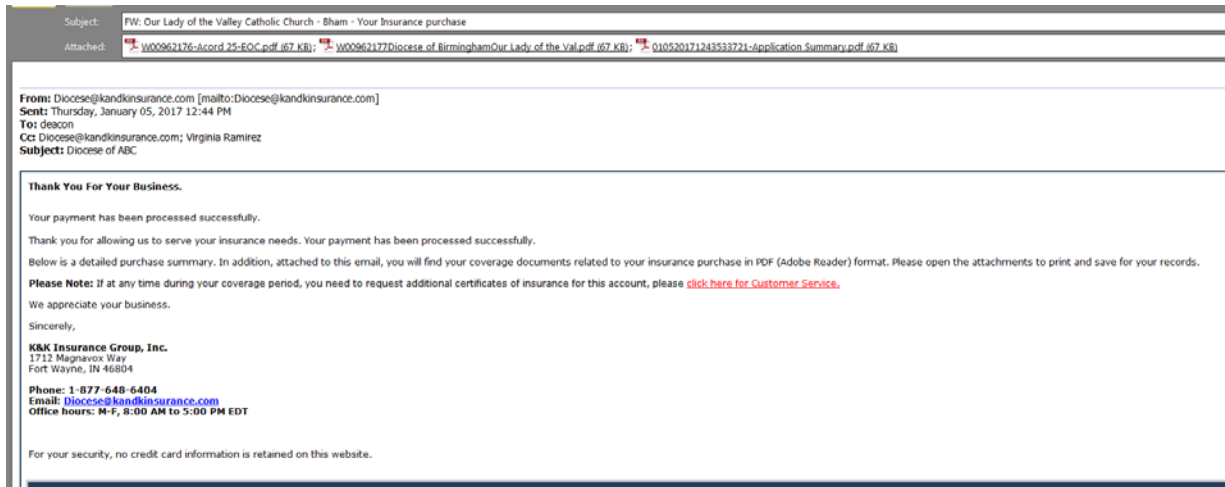 Subject: FW: Our Lady of the Valley Catholic Church - Bham - Your Insurance purchase
Attached: W00962176-Acord 25-EOC.pdf (67 KB); W00962177Diocese of BirminghamOur Lady of the Val.pdf (67 KB); 010520171243533721-Application Summary.pdf (67 KB)
From: Diocese@kandkinsurance.com [mailto:Diocese@kandkinsurance.com]
Sent: Thursday, January 05, 2017 12:44 PM
To: deacon
Cc: Diocese@kandkinsurance.com; Virginia Ramirez
Subject: Diocese of ABC
Thank You For Your Business.
Your payment has been processed successfully.
Thank you for allowing us to serve your insurance needs. Your payment has been processed successfully.
Below is a detailed purchase summary. In addition, attached to this email, you will find your coverage documents related to your insurance purchase in PDF (Adobe Reader) format. Please open the attachments to print and save for your records.
Please Note: If at any time during your coverage period, you need to request additional certificates of insurance for this account, please click here for Customer Service.
We appreciate your business.
Sincerely,
K&K Insurance Group, Inc.
1712 Magnavox Way
Fort Wayne, IN 46804
Phone: 1-877-648-6404
Email: Diocese@kandkinsurance.com
Office hours: M-F, 8:00 AM to 5:00 PM EDT
For your security, no credit card information is retained on this website.